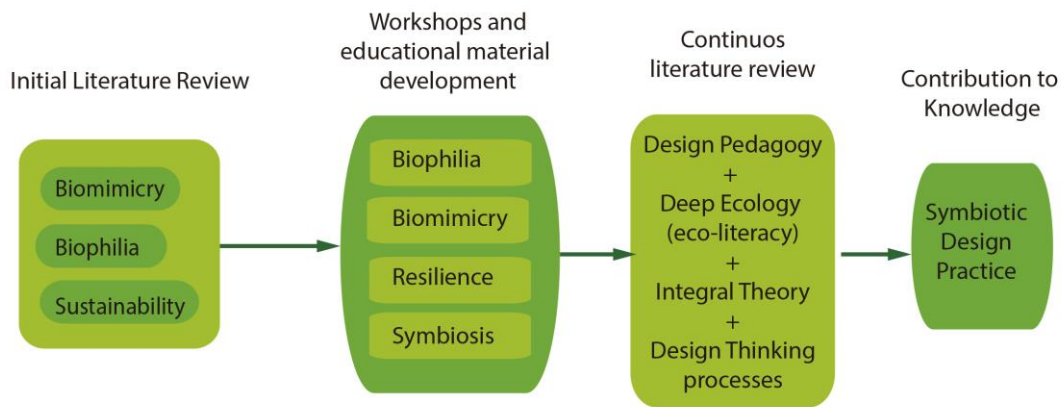 Initial Literature Review
Biomimicry
Biophilia
Sustainability
Workshops and
educational material
development
Biophilia
Biomimicry
Resilience
Symbiosis
Continuos
literature review
Design Pedagogy
+
Deep Ecology
(eco-literacy)
+
Integral Theory
+
Design Thinking
processes
Contribution to
Knowledge
Symbiotic
Design
Practice